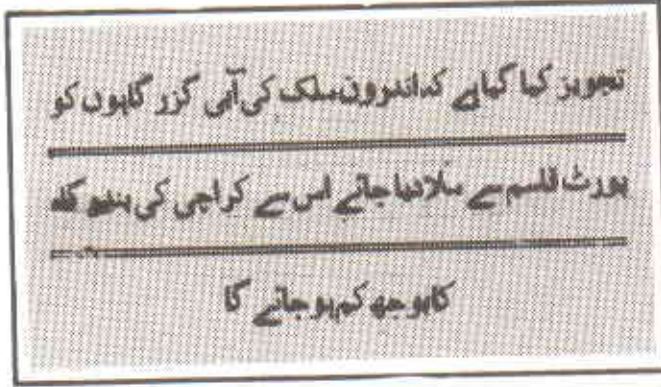 تجویز کیا گیا ہے کہ اندرون ملک کی آبی گزر گاہوں کو
پورٹ قاسم سے ملا دیا جائے اس سے کراچی کی بندرگاہ
کا بوجھ کم ہو جائے گا